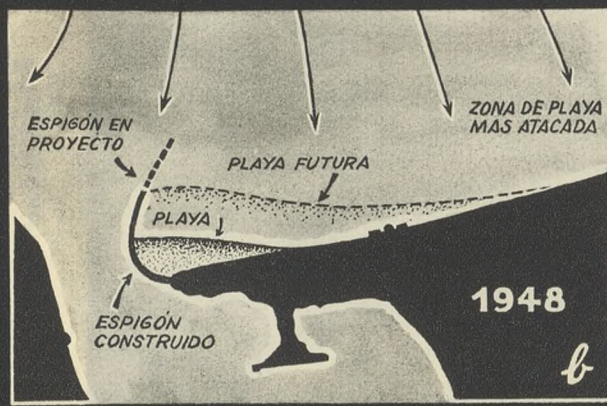 ESPIGÓN EN
PROYECTO
ZONA DE PLAYA
MAS ATACADA
PLAYA FUTURA
PLAYA
ESPIGÓN
CONSTRUIDO
1948
b